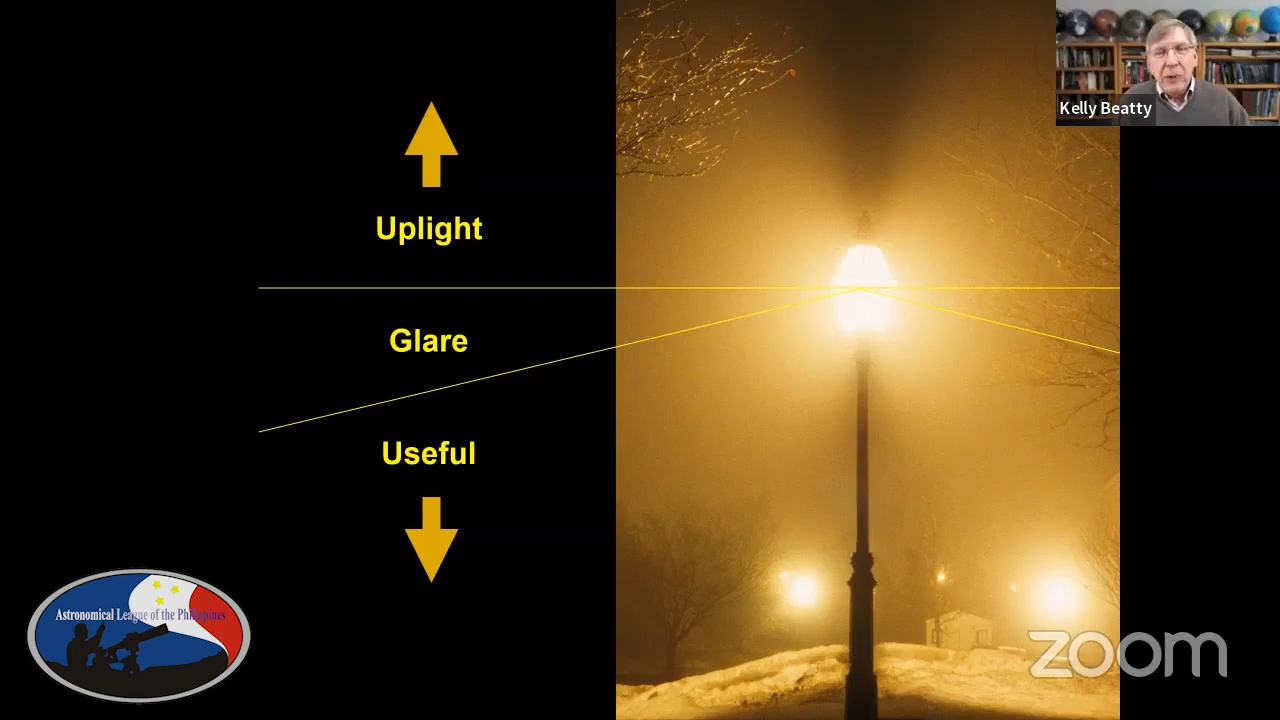 Kelly Beatty
Uplight
Glare
Useful
Astronomical League of the Philippines
zoom